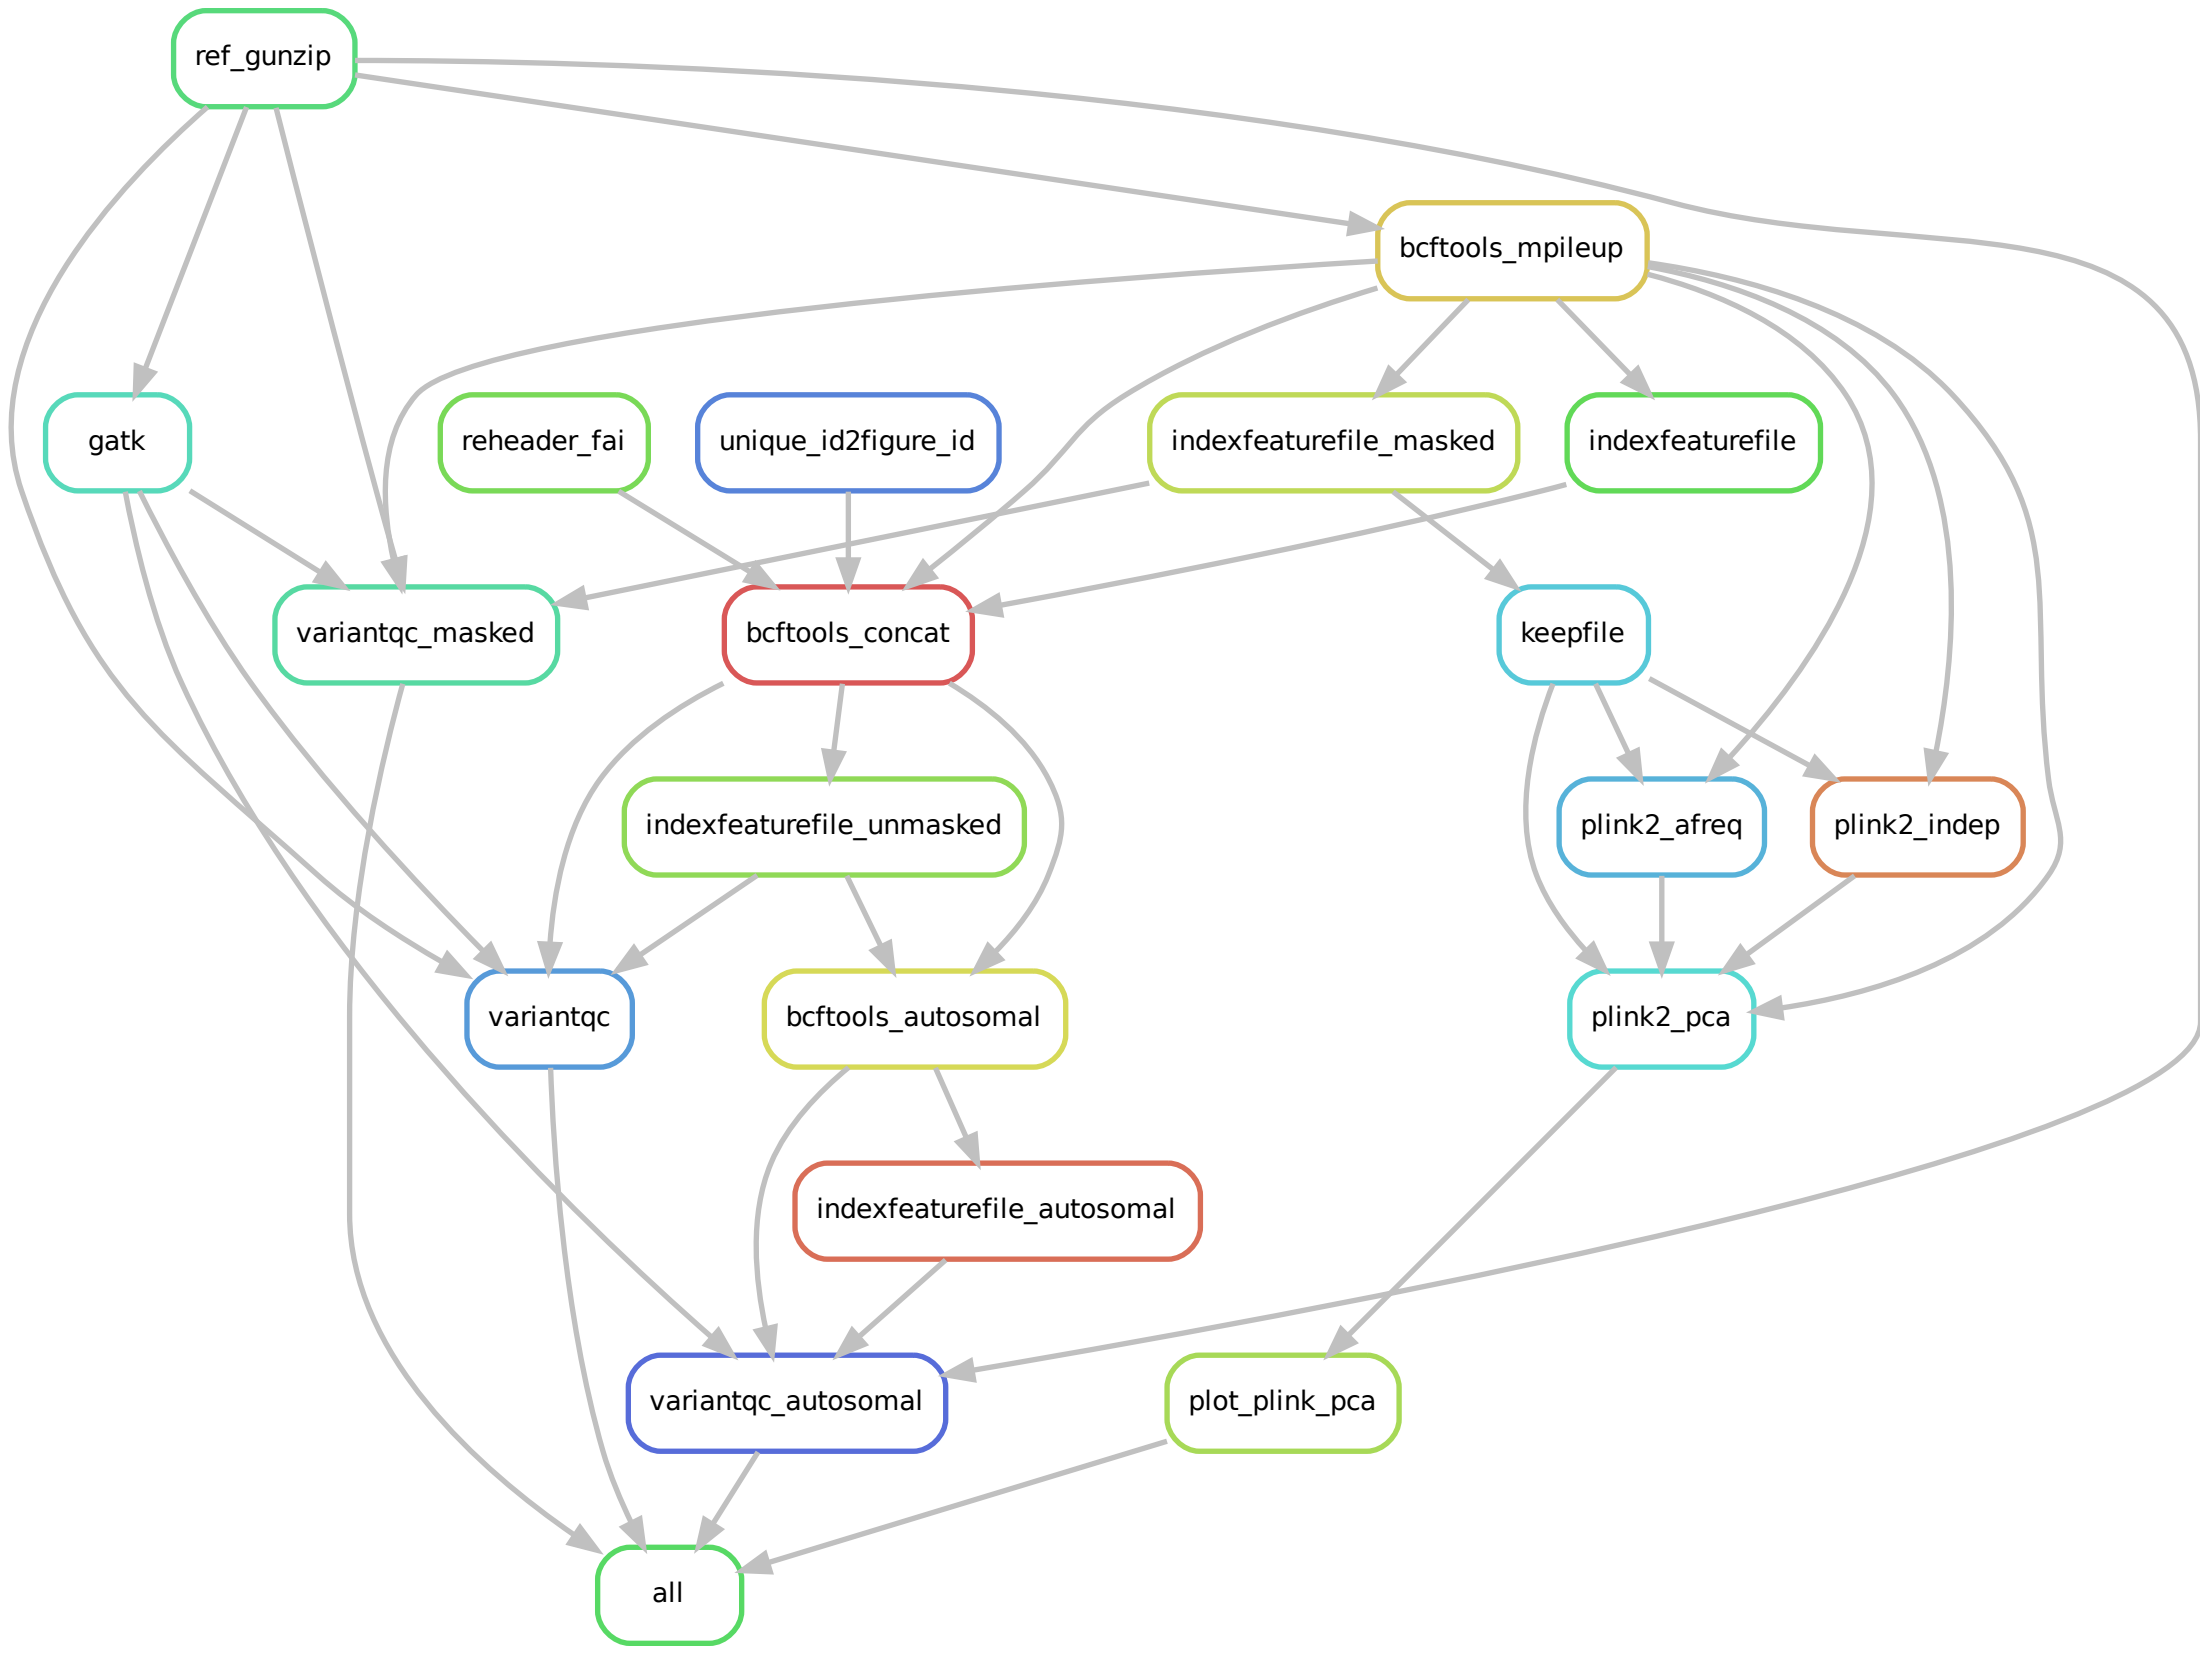 ref_gunzip
bcftools_mpileup
gatk
reheader_fai
unique_id2figure_id
indexfeaturefile_masked
indexfeaturefile
variantqc_masked
bcftools_concat
keepfile
indexfeaturefile_unmasked
plink2_afreq
plink2_indep
variantqc
bcftools_autosomal
plink2_pca
indexfeaturefile_autosomal
variantqc_autosomal
plot_plink_pca
all